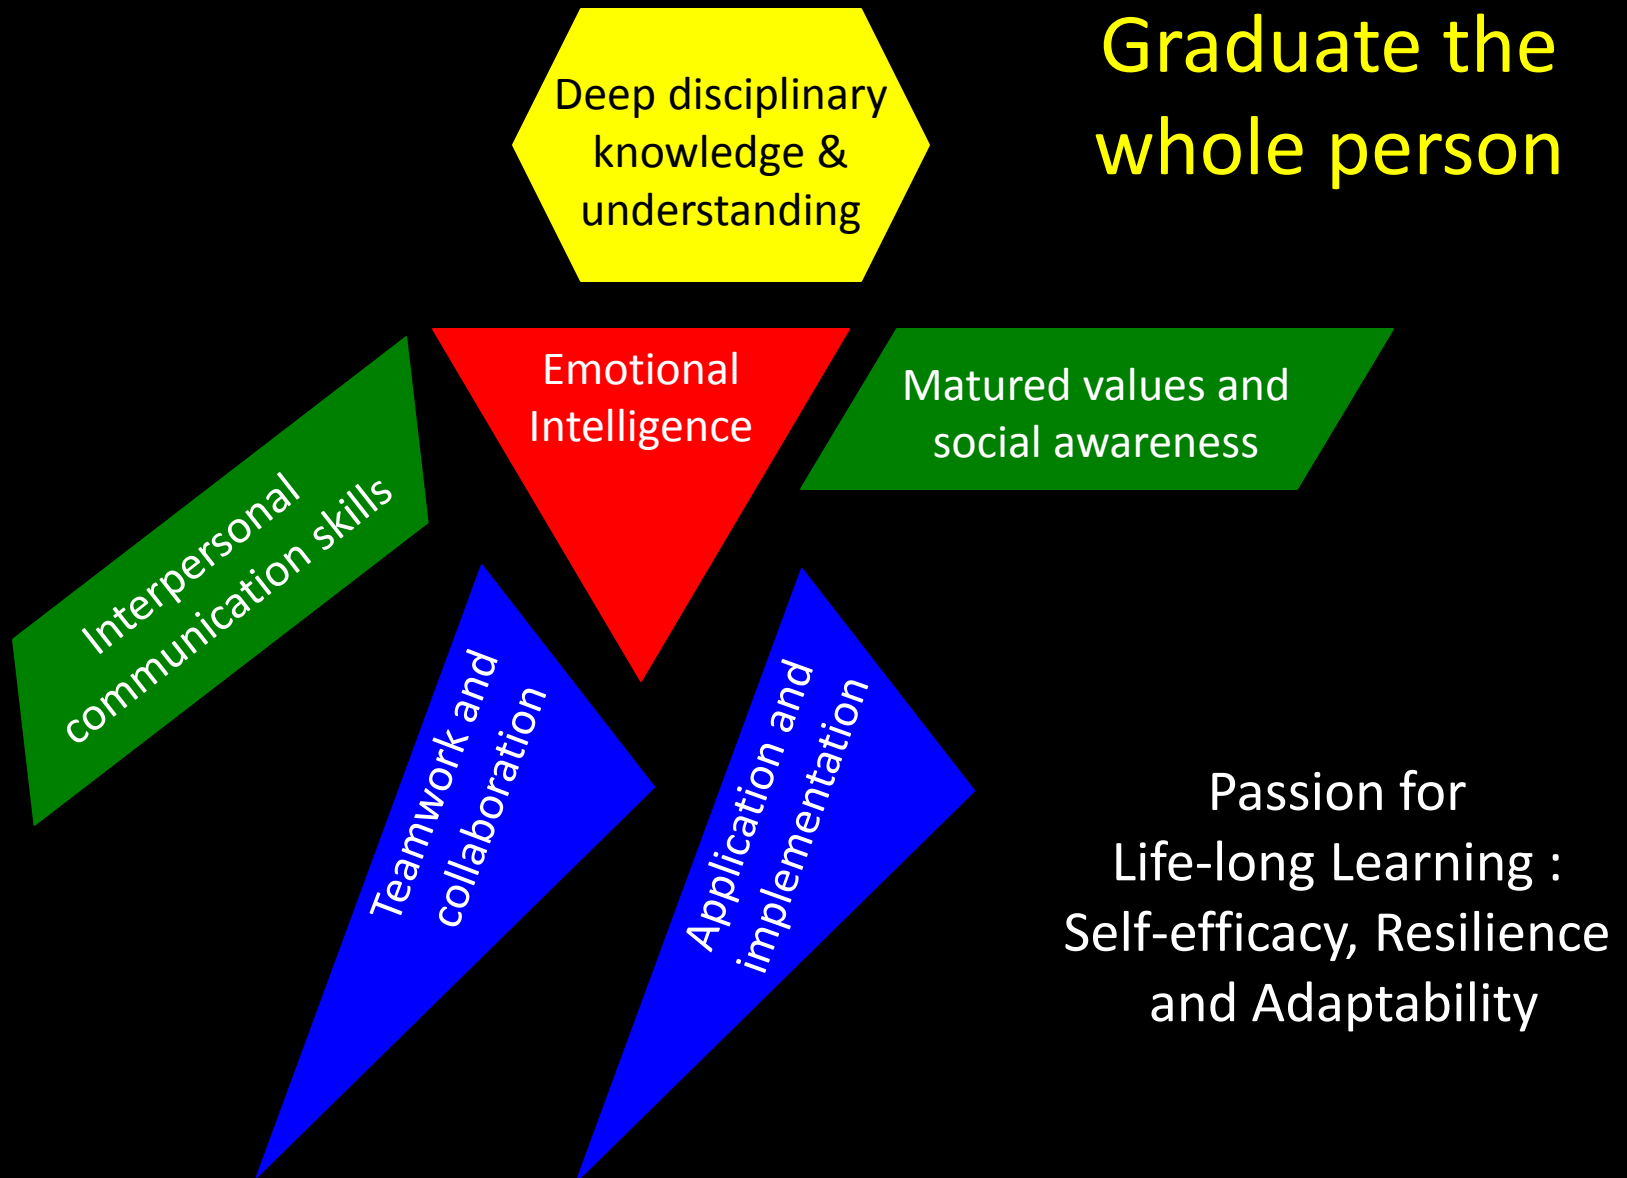 Graduate the
whole person
Deep disciplinary
knowledge &
understanding
Emotional
Intelligence
Matured values and
social awareness
Interpersonal
communication skills
Teamwork and
collaboration
Application and
implementation
Passion for
Life-long Learning :
Self-efficacy, Resilience
and Adaptability